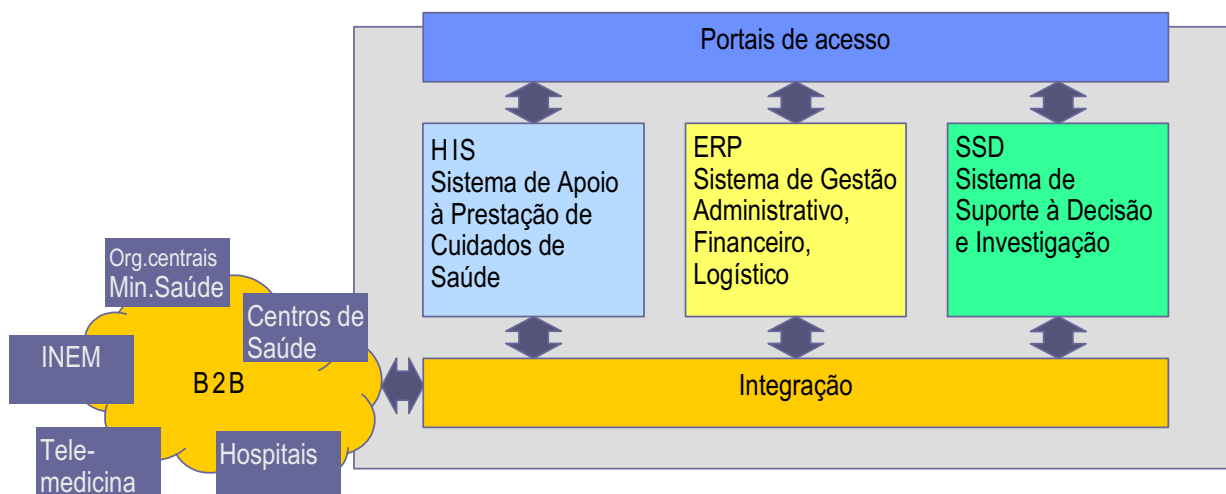 Portais de acesso
HIS
Sistema de Apoio
à Prestação de
Cuidados de
Saúde
ERP
Sistema de Gestão
Administrativo,
Financeiro,
Logístico
SSD
Sistema de
Suporte à Decisão
e Investigação
Org.centrais
Min.Saúde
Centros de
Saúde
INEM
B2B
Integração
Tele-
medicina
Hospitais